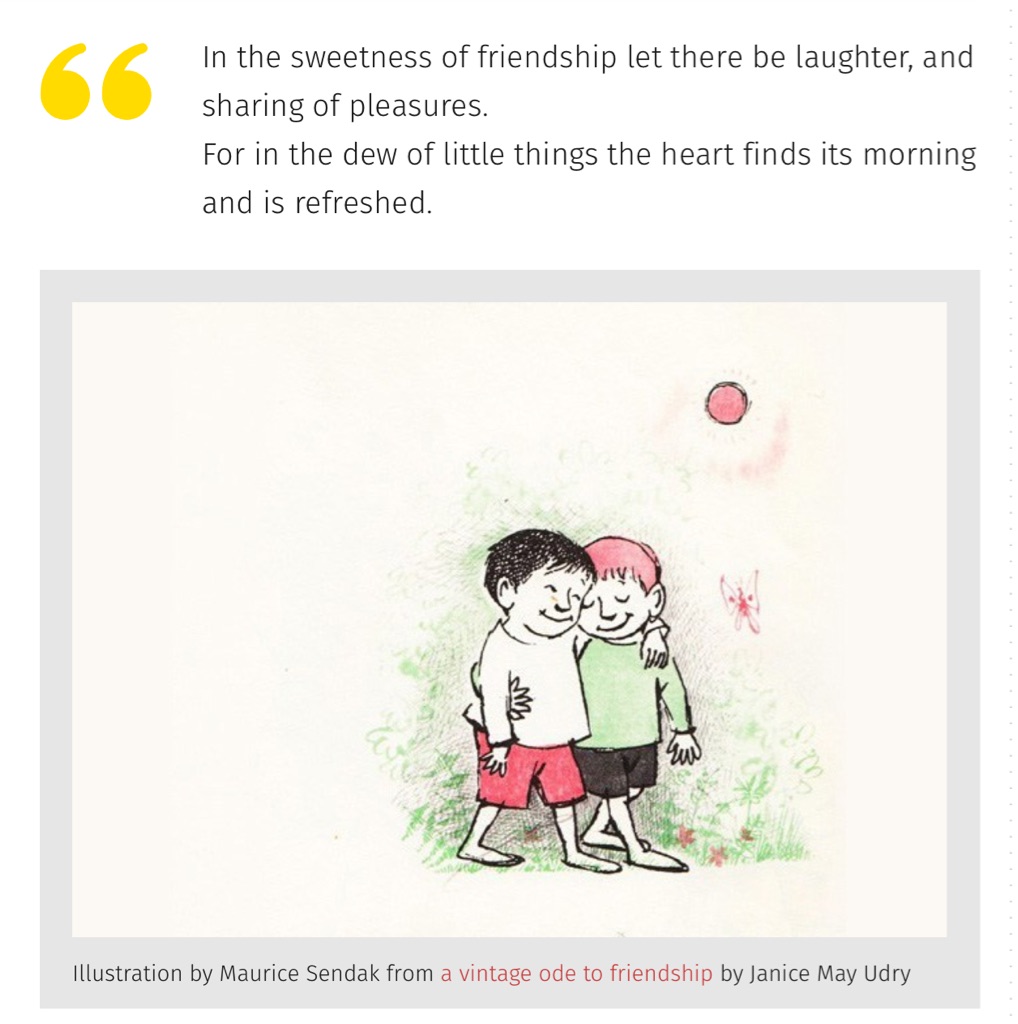 In the sweetness of friendship let there be laughter, and
sharing of pleasures.
For in the dew of little things the heart finds its morning
and is refreshed.
Illustration by Maurice Sendak from a vintage ode to friendship by Janice May Udry